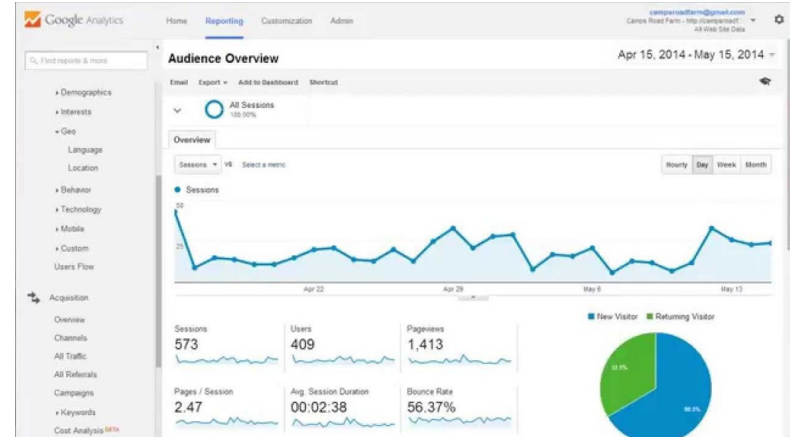 Google Analytics
Home Reporting Customization Admin
camparoadfarm@gmail.com
All Web Site Data
Find reports & more
Audience Overview
Apr 15, 2014 - May 15, 2014
Email Export Add to Dashboard Shortcut
All Sessions
100.00%
Overview
Sessions VS Select a metric
Hourly Day Week Month
Sessions
50
25
Apr 22 Apr 29 May 6 May 13
Demographics
Interests
Geo
Language
Location
Behavior
Technology
Mobile
Custom
Users Flow
Acquisition
Overview
Channels
All Traffic
All Referrals
Campaigns
Keywords
Cost Analysis BETA
New Visitor Returning Visitor
Sessions
573
Users
409
Pageviews
1,413
Pages / Session
2.47
Avg. Session Duration
00:02:38
Bounce Rate
56.37%